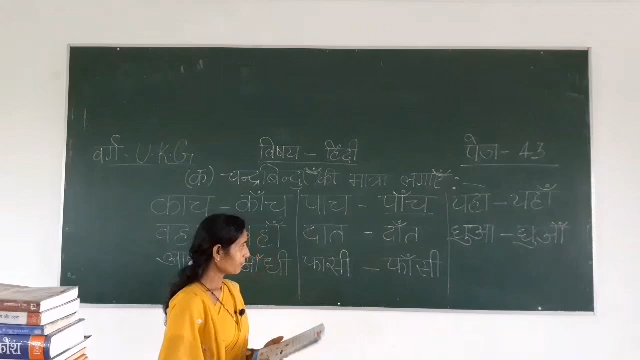 वर्ग - U.K.G. विषय - हिंदी पेज - 43
(क) चन्द्रबिन्दु ँ की मात्रा लगाएँ :-
काच - काँच पाच - पाँच यहा - यहाँ
दात - दाँत धुआ - धुआँ
फासी - फाँसी